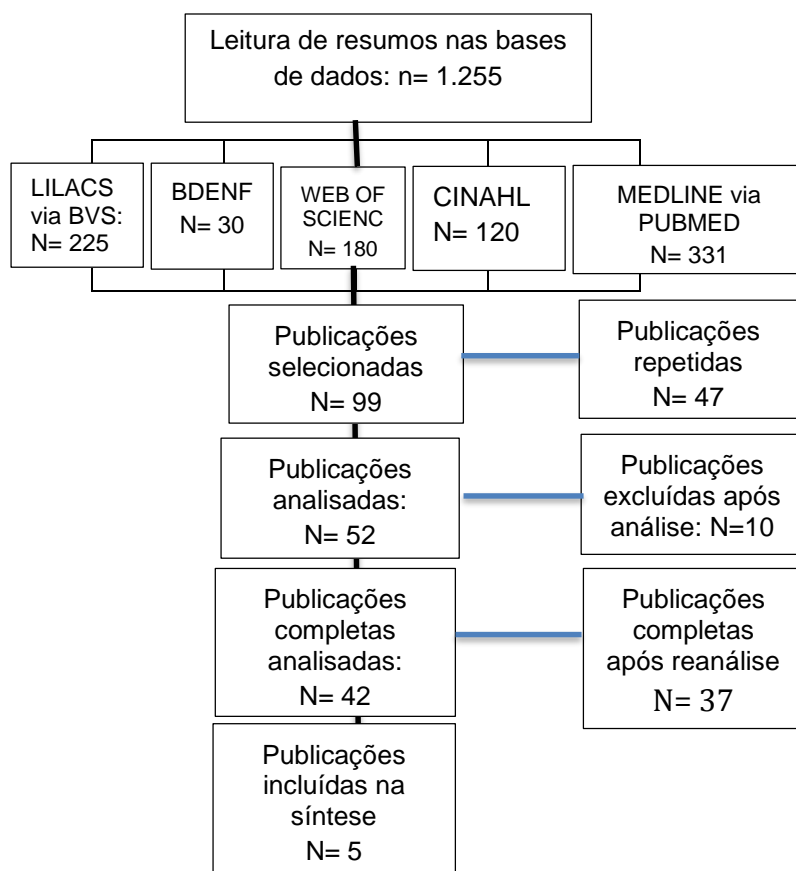 Leitura de resumos nas bases
de dados: n= 1.255
LILACS
via BVS:
N= 225
BDENF
N= 30
WEB OF
SCIENC
N= 180
CINAHL
N= 120
MEDLINE via
PUBMED
N= 331
Publicações
selecionadas
N= 99
Publicações
repetidas
N= 47
Publicações
analisadas:
N= 52
Publicações
excluídas após
análise: N=10
Publicações
completas
analisadas:
N= 42
Publicações
completas
após reanálise
N= 37
Publicações
incluídas na
síntese
N= 5